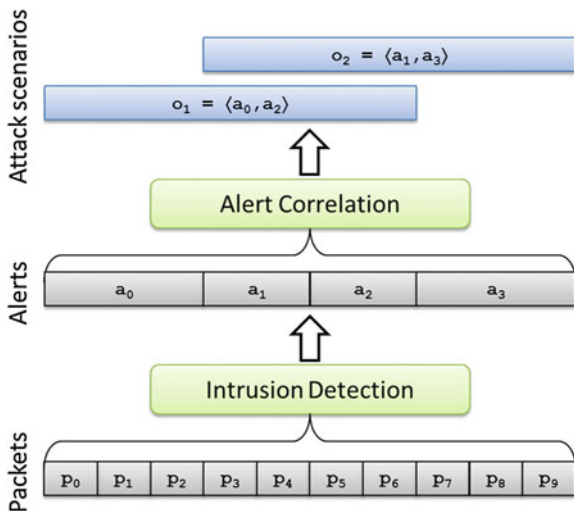 Attack scenarios
o₂ = ⟨a₁,a₃⟩
o₁ = ⟨a₀,a₂⟩
Alert Correlation
Alerts
a₀ a₁ a₂ a₃
Intrusion Detection
Packets
p₀ p₁ p₂ p₃ p₄ p₅ p₆ p₇ p₈ p₉